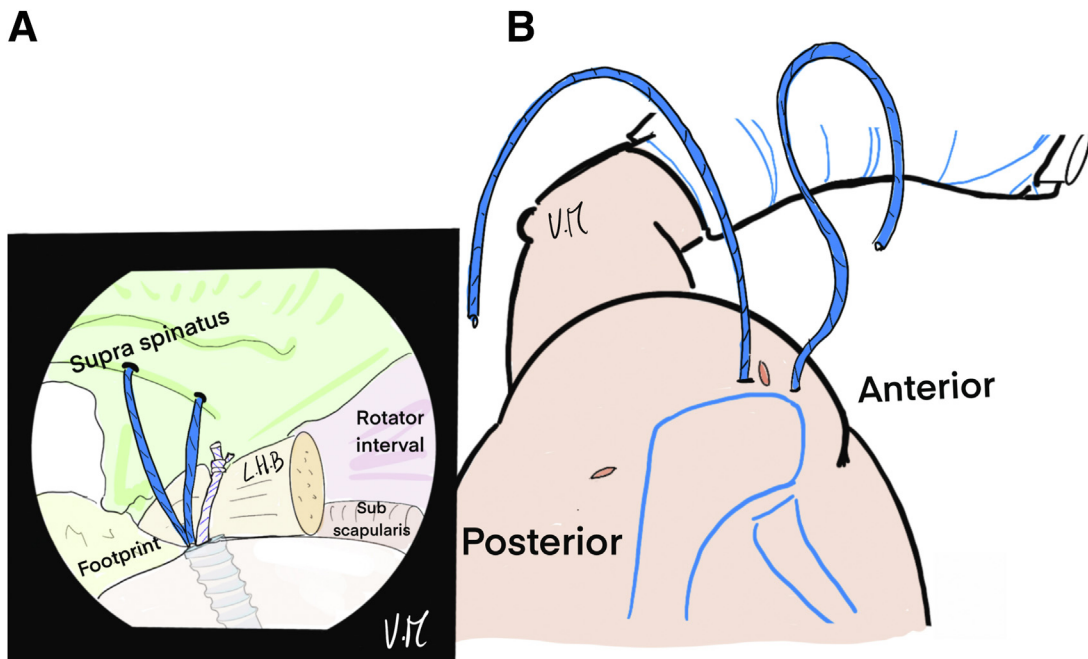 A
B
V.M
Supra spinatus
Rotator
interval
L.H.B
Sub
scapularis
Footprint
V.M
Anterior
Posterior